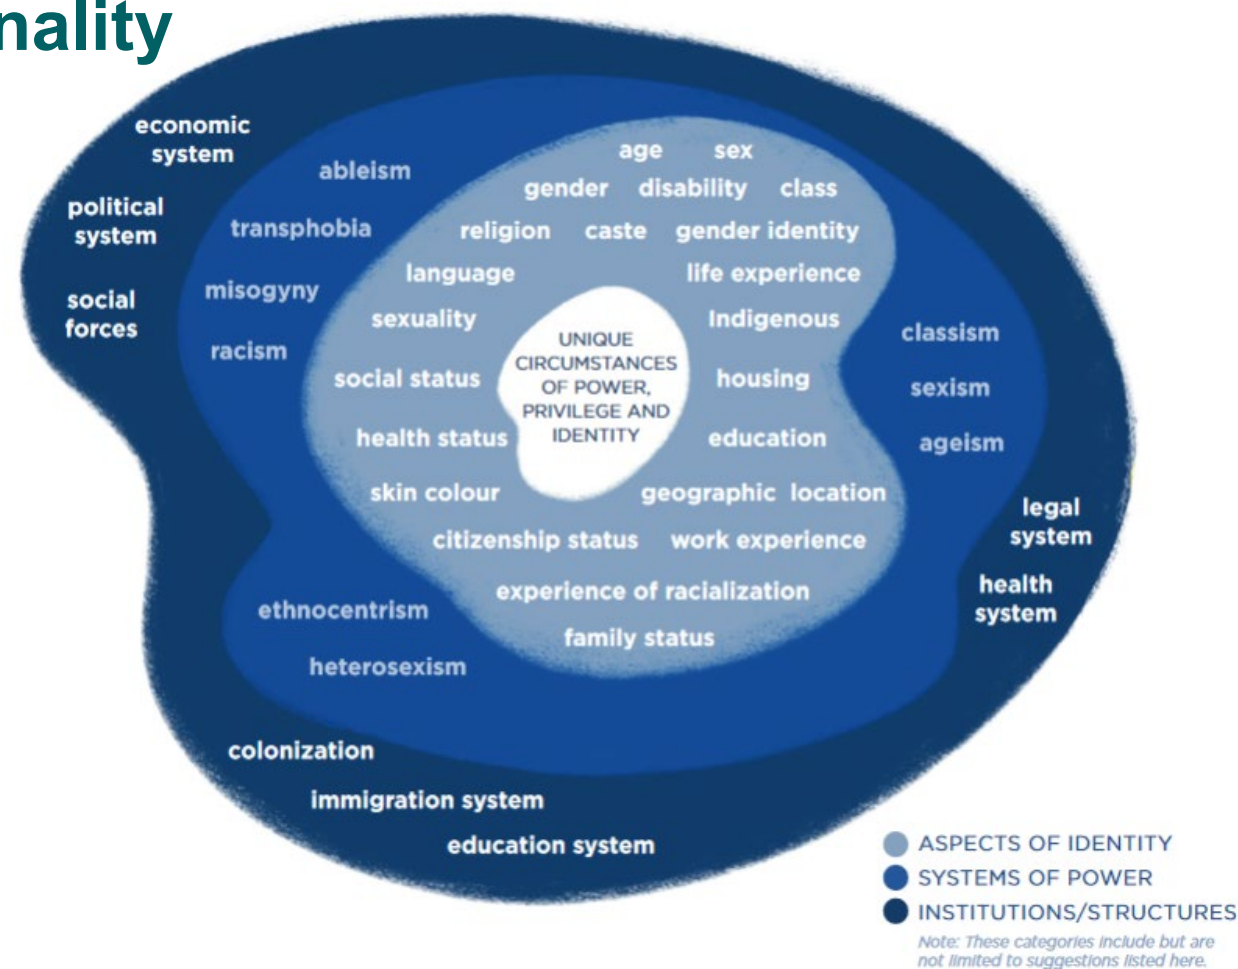 nality
economic
system
political
system
social
forces
ableism
transphobia
misogyny
racism
age sex
gender disability class
religion caste gender identity
language life experience
sexuality Indigenous
social status housing
health status education
skin colour geographic location
citizenship status work experience
experience of racialization
family status
UNIQUE
CIRCUMSTANCES
OF POWER,
PRIVILEGE AND
IDENTITY
classism
sexism
ageism
legal
system
health
system
ethnocentrism
heterosexism
colonization
immigration system
education system
ASPECTS OF IDENTITY
SYSTEMS OF POWER
INSTITUTIONS/STRUCTURES
Note: These categories include but are
not limited to suggestions listed here.